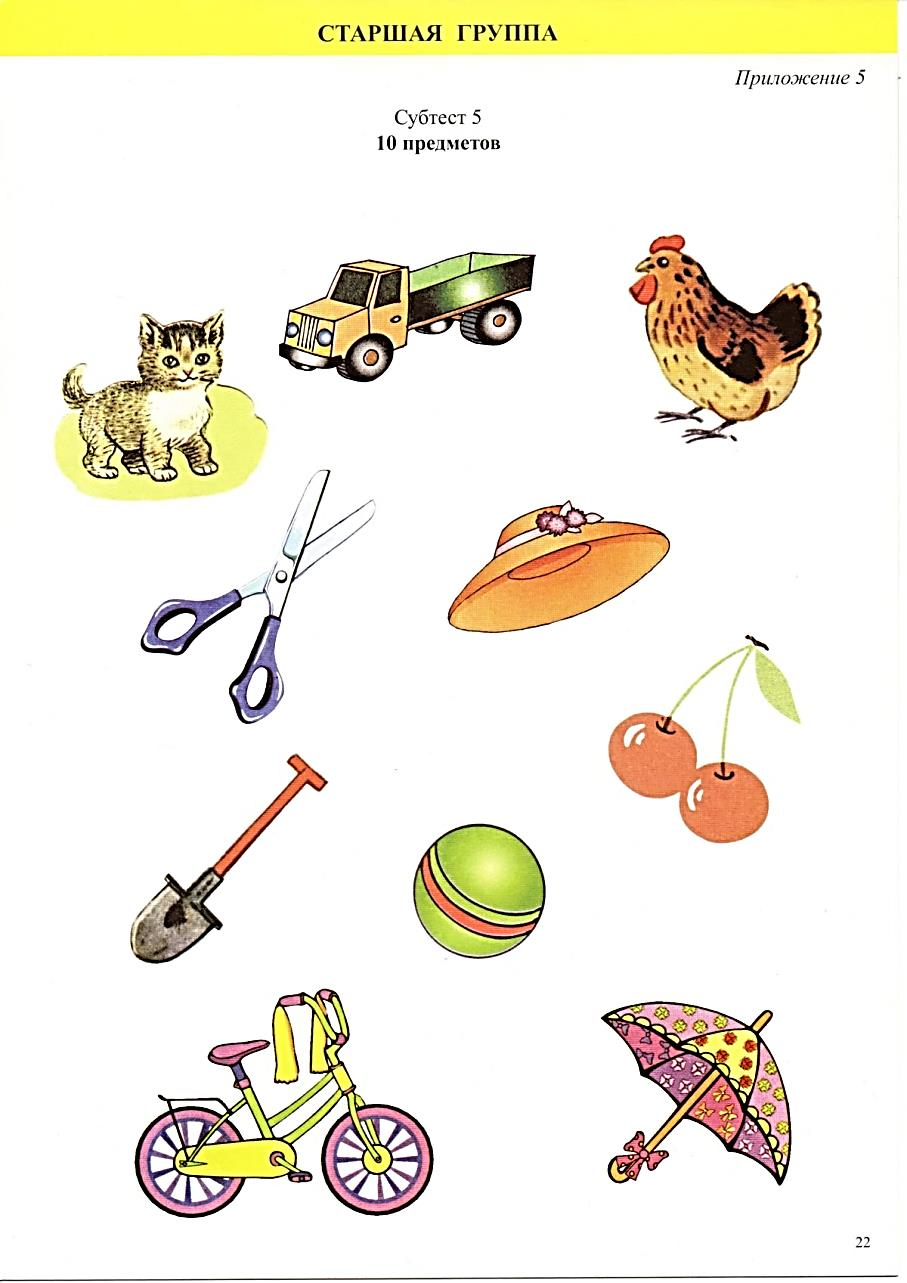 СТАРШАЯ ГРУППА
Приложение 5
Субтест 5
10 предметов
22